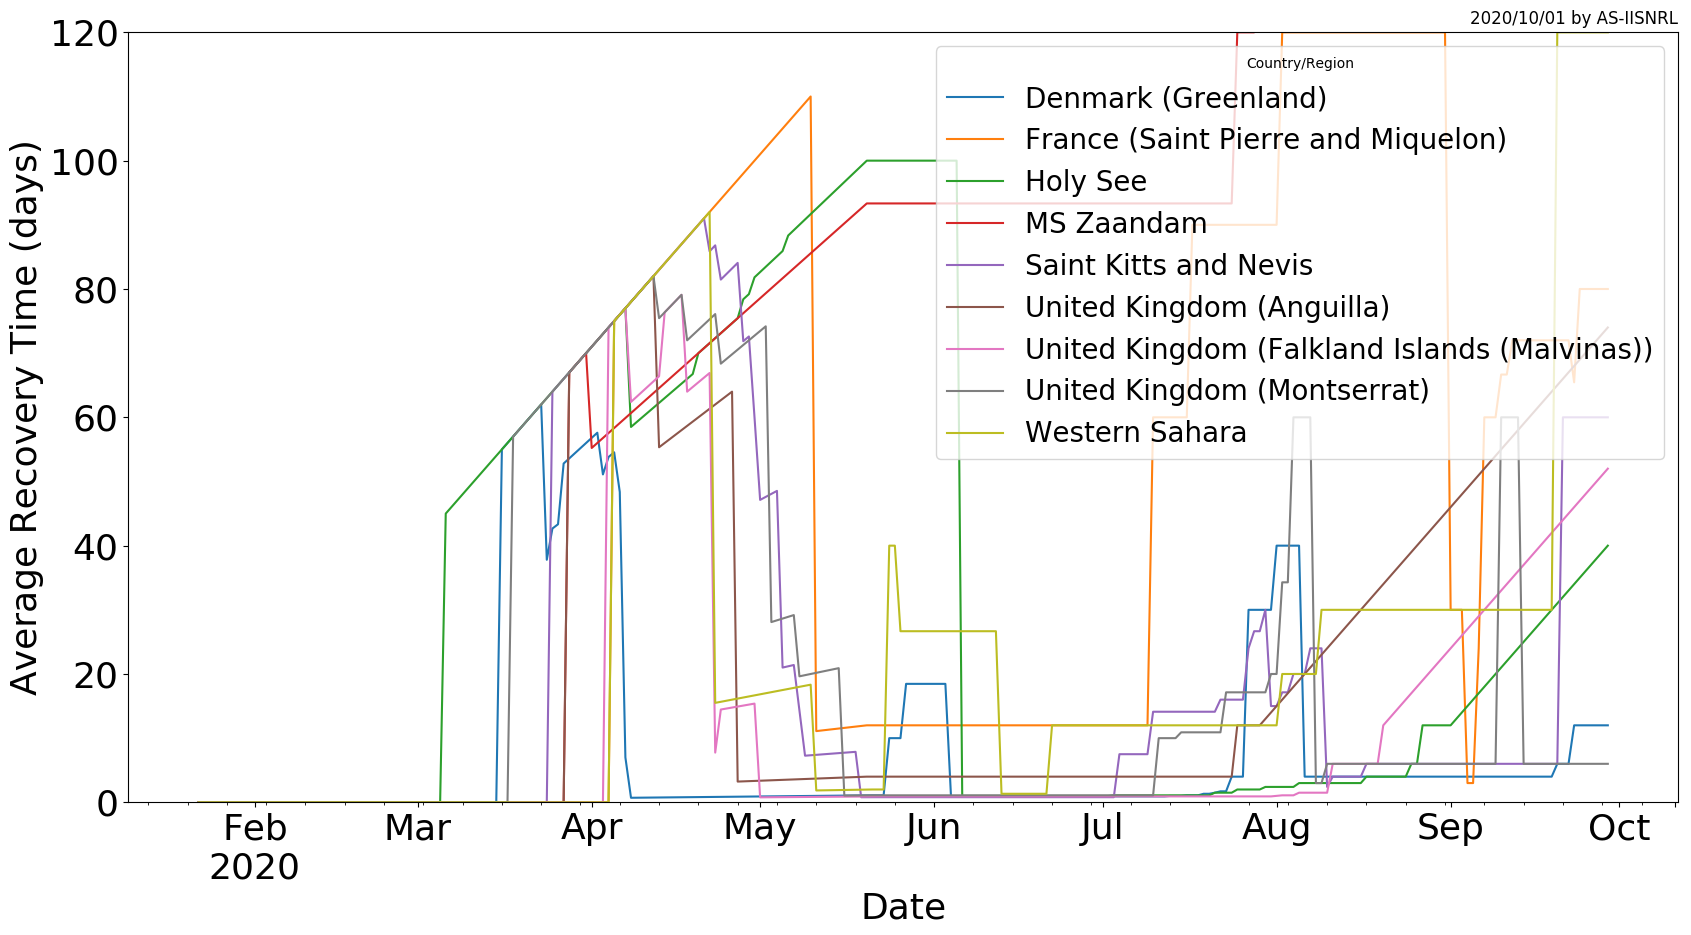 2020/10/01 by AS-IISNRL
120
100
80
60
40
20
0
Average Recovery Time (days)
Country/Region
Denmark (Greenland)
France (Saint Pierre and Miquelon)
Holy See
MS Zaandam
Saint Kitts and Nevis
United Kingdom (Anguilla)
United Kingdom (Falkland Islands (Malvinas))
United Kingdom (Montserrat)
Western Sahara
Feb Mar Apr May Jun Jul Aug Sep Oct
2020
Date